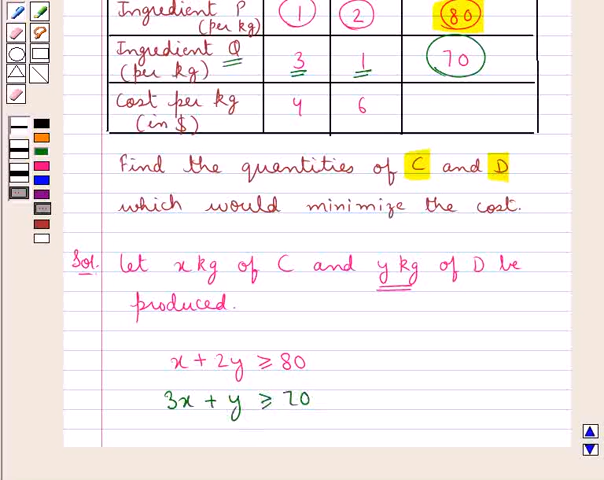 Ingredient P (per kg) 1 2 80
Ingredient Q (per kg) 3 1 70
Cost per kg (in $) 4 6
Find the quantities of C and D
which would minimize the cost.
Sol. Let x kg of C and y kg of D be
produced.
x + 2y ⩾ 80
3x + y ⩾ 70